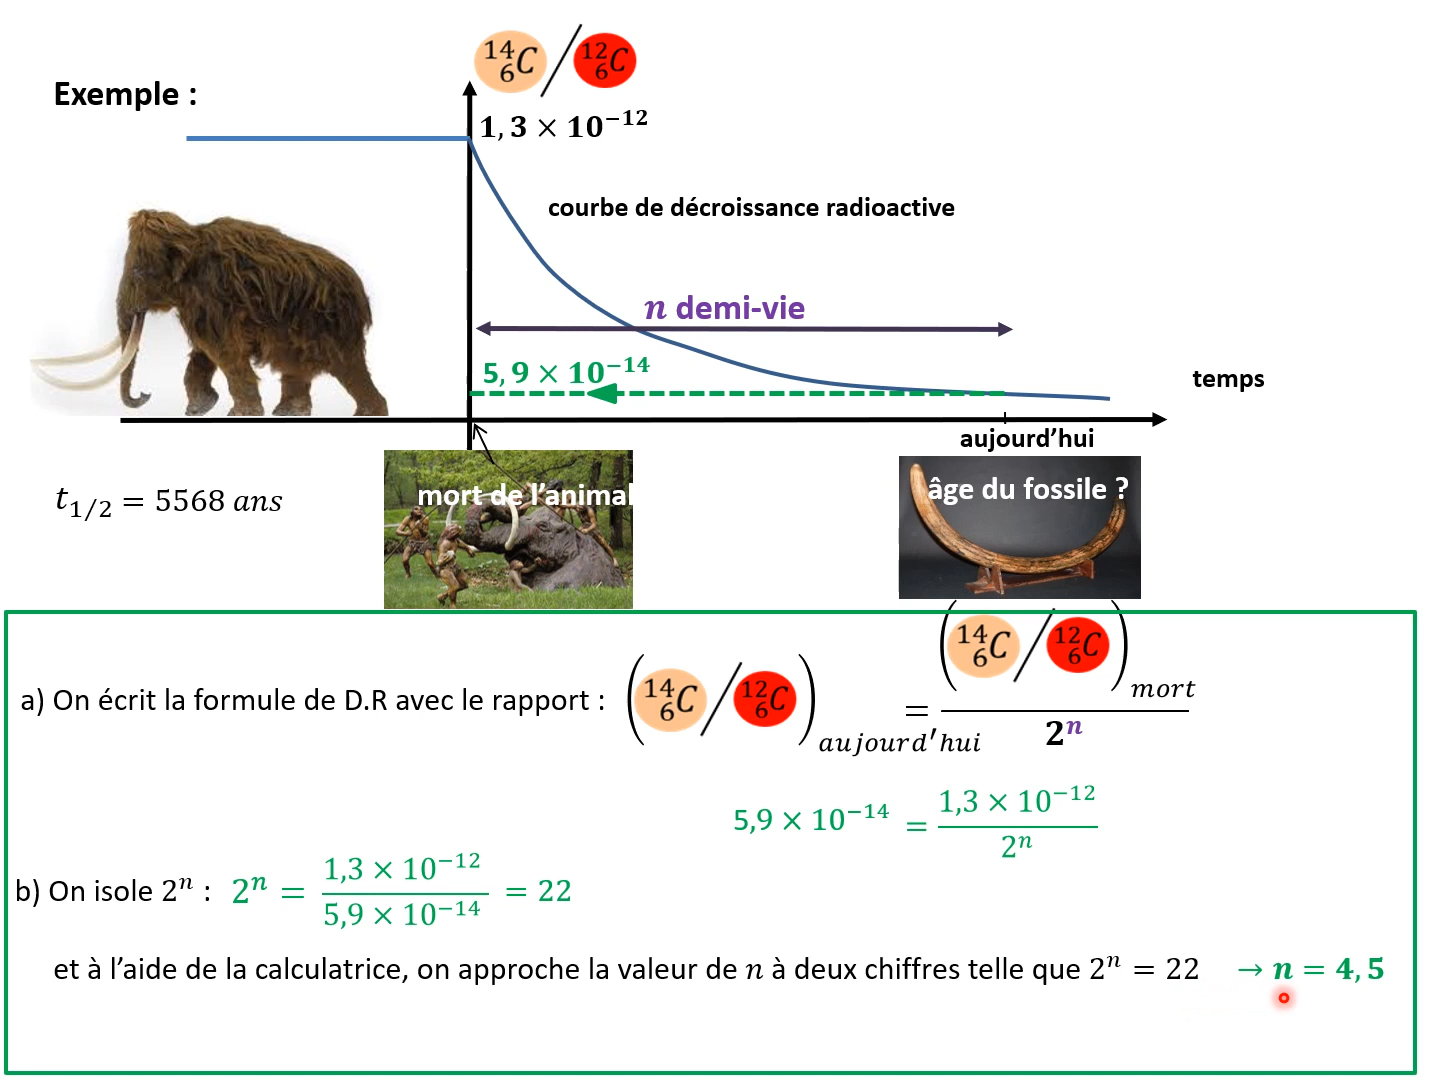 Exemple :
¹⁴₆C / ¹²₆C
1,3 × 10⁻¹²
courbe de décroissance radioactive
n demi-vie
5,9 × 10⁻¹⁴
temps
aujourd’hui
t₁/₂ = 5568 ans
mort de l’animal
âge du fossile ?
a) On écrit la formule de D.R avec le rapport : (¹⁴₆C / ¹²₆C)aujourd′hui = (¹⁴₆C / ¹²₆C)mort / 2ⁿ
5,9 × 10⁻¹⁴ = 1,3 × 10⁻¹² / 2ⁿ
b) On isole 2ⁿ : 2ⁿ = 1,3 × 10⁻¹² / 5,9 × 10⁻¹⁴ = 22
et à l’aide de la calculatrice, on approche la valeur de n à deux chiffres telle que 2ⁿ = 22 → n = 4,5